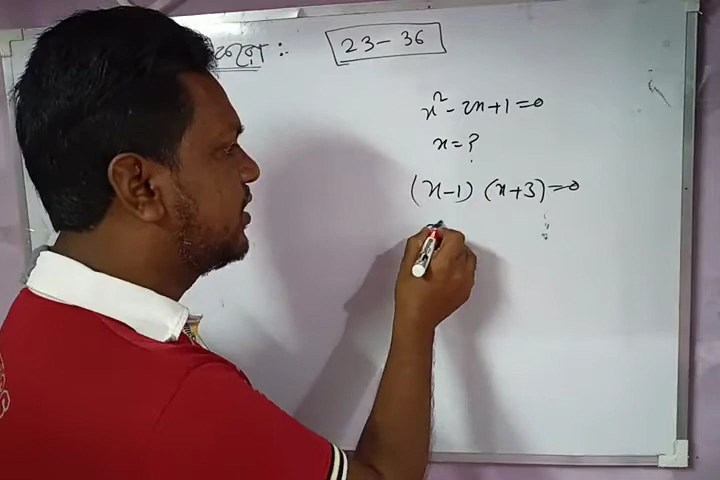 23-36
x²-2x+1=0
x=?
(x-1) (x+3)=0